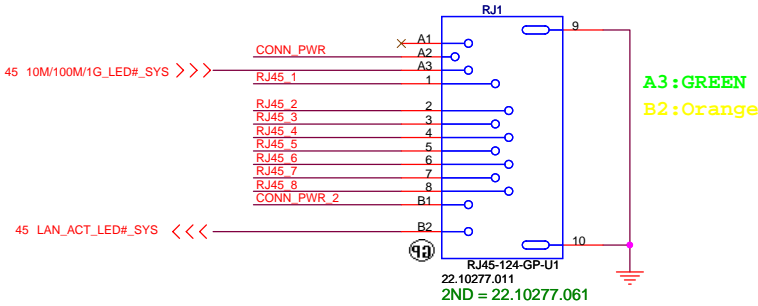 RJ1
9
A1
CONN_PWR
A2
45 10M/100M/1G_LED#_SYS
A3
RJ45_1
1
A3:GREEN
RJ45_2
2
B2:Orange
RJ45_3
3
RJ45_4
4
RJ45_5
5
RJ45_6
6
RJ45_7
7
RJ45_8
8
CONN_PWR_2
B1
45 LAN_ACT_LED#_SYS
B2
10
GP
RJ45-124-GP-U1
22.10277.011
2ND = 22.10277.061